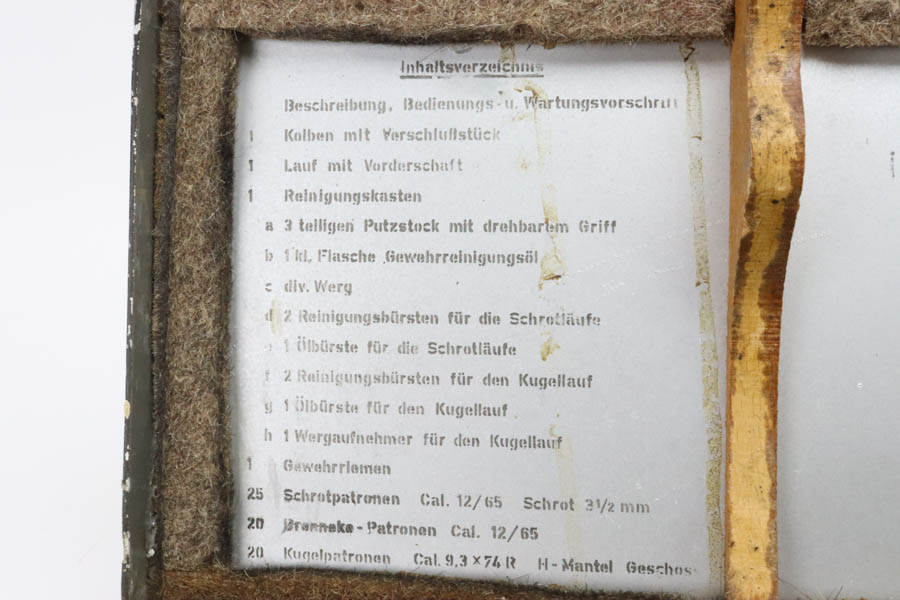 Inhaltsverzeichnis
Beschreibung, Bedienungs- u. Wartungsvorschrift
1 Kolben mit Verschlußstück
1 Lauf mit Vorderschaft
1 Reinigungskasten
a 3 teiligen Putzstock mit drehbarem Griff
b 1 kl. Flasche Gewehrreinigungsöl
c div. Werg
d 2 Reinigungsbürsten für die Schrotläufe
e 1 Ölbürste für die Schrotläufe
f 2 Reinigungsbürsten für den Kugellauf
g 1 Ölbürste für den Kugellauf
h 1 Wergaufnehmer für den Kugellauf
1 Gewehrriemen
25 Schrotpatronen Cal. 12/65 Schrot 3 1/2 mm
20 Brenneke-Patronen Cal. 12/65
20 Kugelpatronen Cal. 9,3 x 74 R H-Mantel Geschos